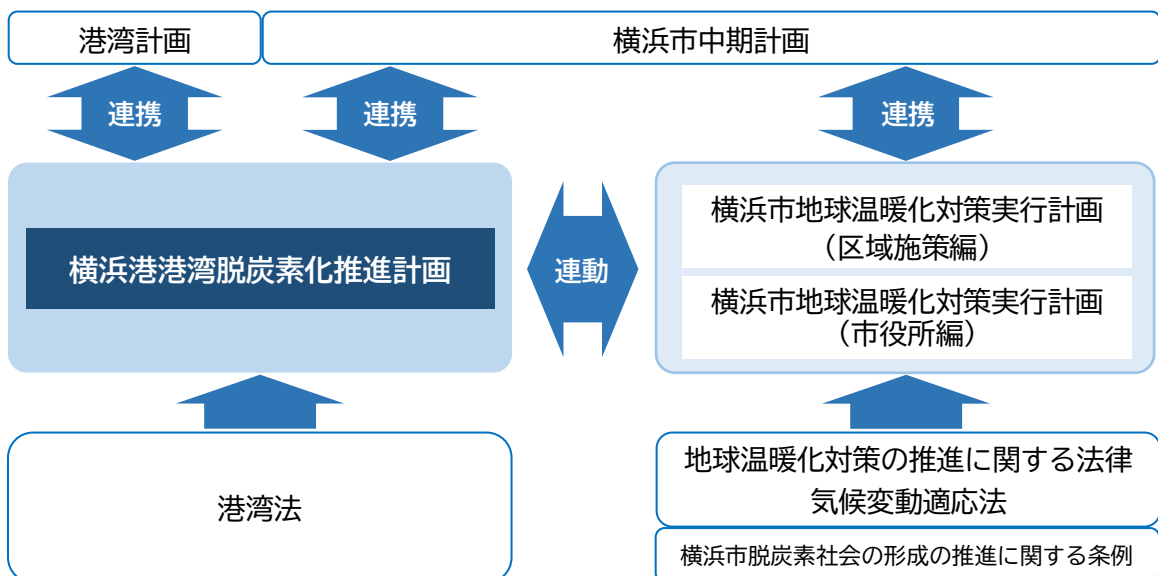 港湾計画
横浜市中期計画
連携
連携
連携
横浜港港湾脱炭素化推進計画
連動
横浜市地球温暖化対策実行計画
（区域施策編）
横浜市地球温暖化対策実行計画
（市役所編）
港湾法
地球温暖化対策の推進に関する法律
気候変動適応法
横浜市脱炭素社会の形成の推進に関する条例